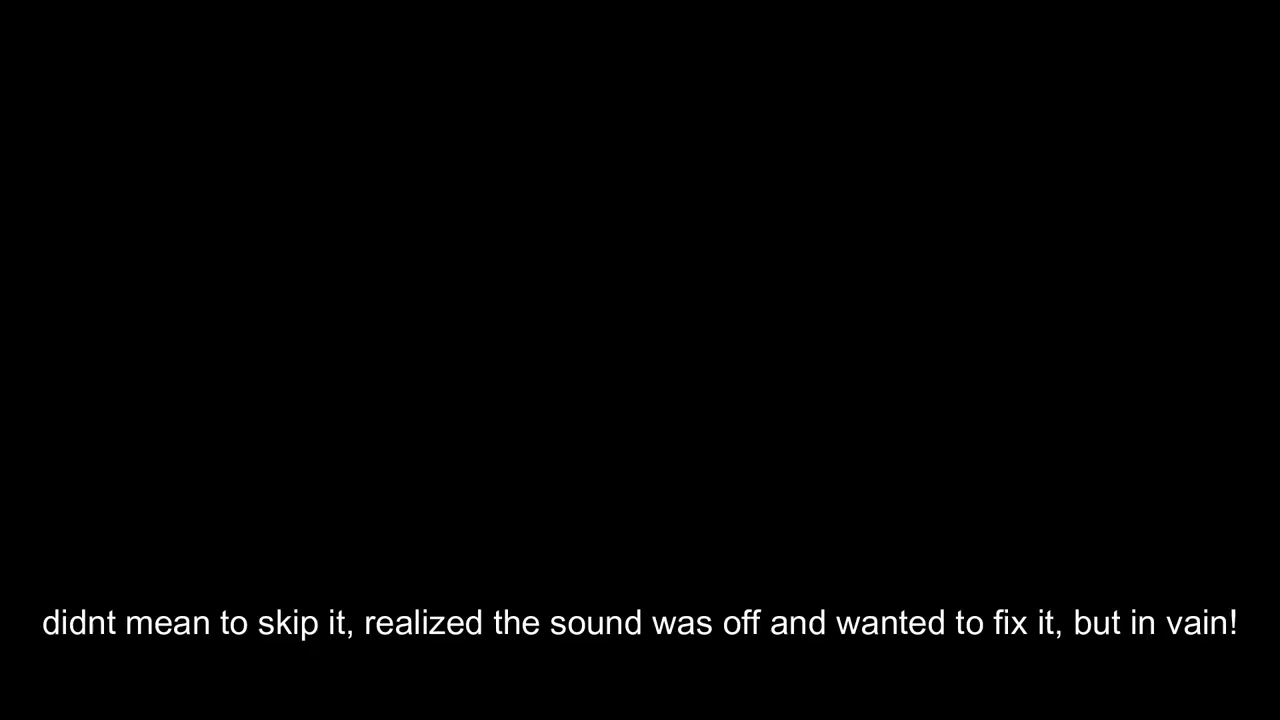 didnt mean to skip it, realized the sound was off and wanted to fix it, but in vain!